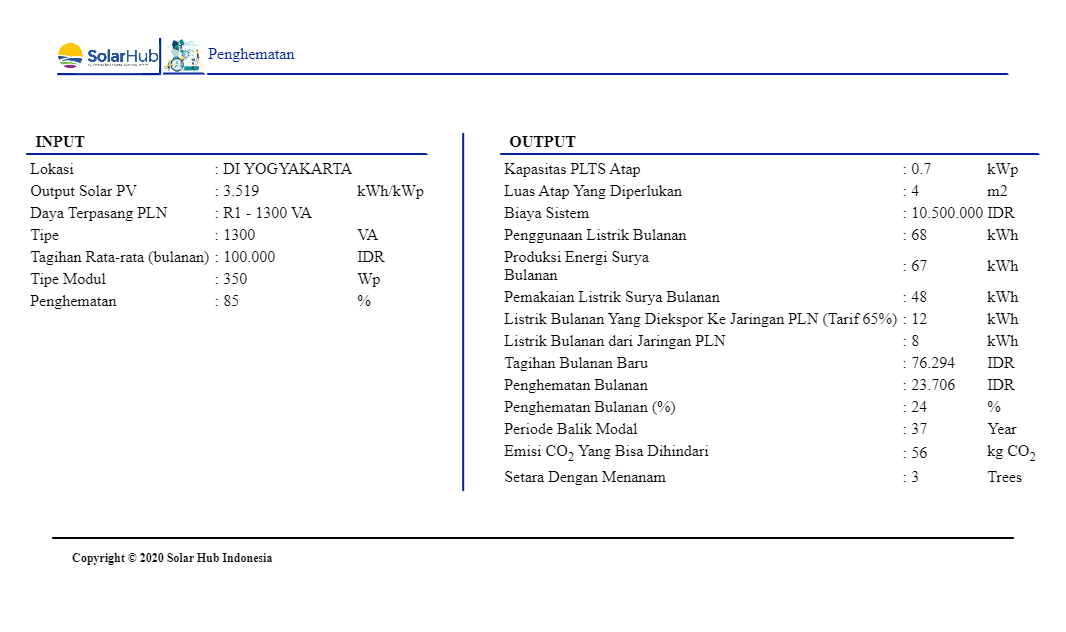 SolarHub
Penghematan
INPUT
Lokasi : DI YOGYAKARTA
Output Solar PV : 3.519 kWh/kWp
Daya Terpasang PLN : R1 - 1300 VA
Tipe : 1300 VA
Tagihan Rata-rata (bulanan) : 100.000 IDR
Tipe Modul : 350 Wp
Penghematan : 85 %
OUTPUT
Kapasitas PLTS Atap : 0.7 kWp
Luas Atap Yang Diperlukan : 4 m2
Biaya Sistem : 10.500.000 IDR
Penggunaan Listrik Bulanan : 68 kWh
Produksi Energi Surya
Bulanan : 67 kWh
Pemakaian Listrik Surya Bulanan : 48 kWh
Listrik Bulanan Yang Diekspor Ke Jaringan PLN (Tarif 65%) : 12 kWh
Listrik Bulanan dari Jaringan PLN : 8 kWh
Tagihan Bulanan Baru : 76.294 IDR
Penghematan Bulanan : 23.706 IDR
Penghematan Bulanan (%) : 24 %
Periode Balik Modal : 37 Year
Emisi CO2 Yang Bisa Dihindari : 56 kg CO2
Setara Dengan Menanam : 3 Trees
Copyright © 2020 Solar Hub Indonesia